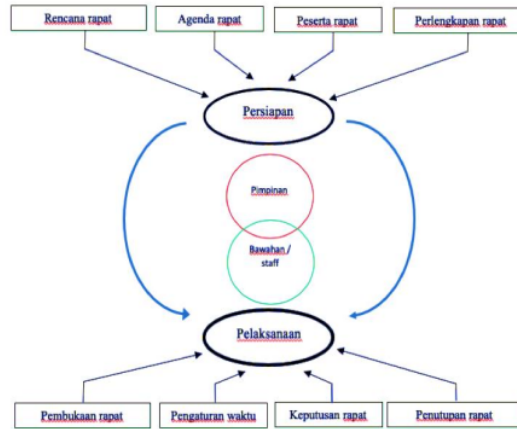 Rencana rapat
Agenda rapat
Peserta rapat
Perlengkapan rapat
Persiapan
Pimpinan
Bawahan /
staff
Pelaksanaan
Pembukaan rapat
Pengaturan waktu
Keputusan rapat
Penutupan rapat